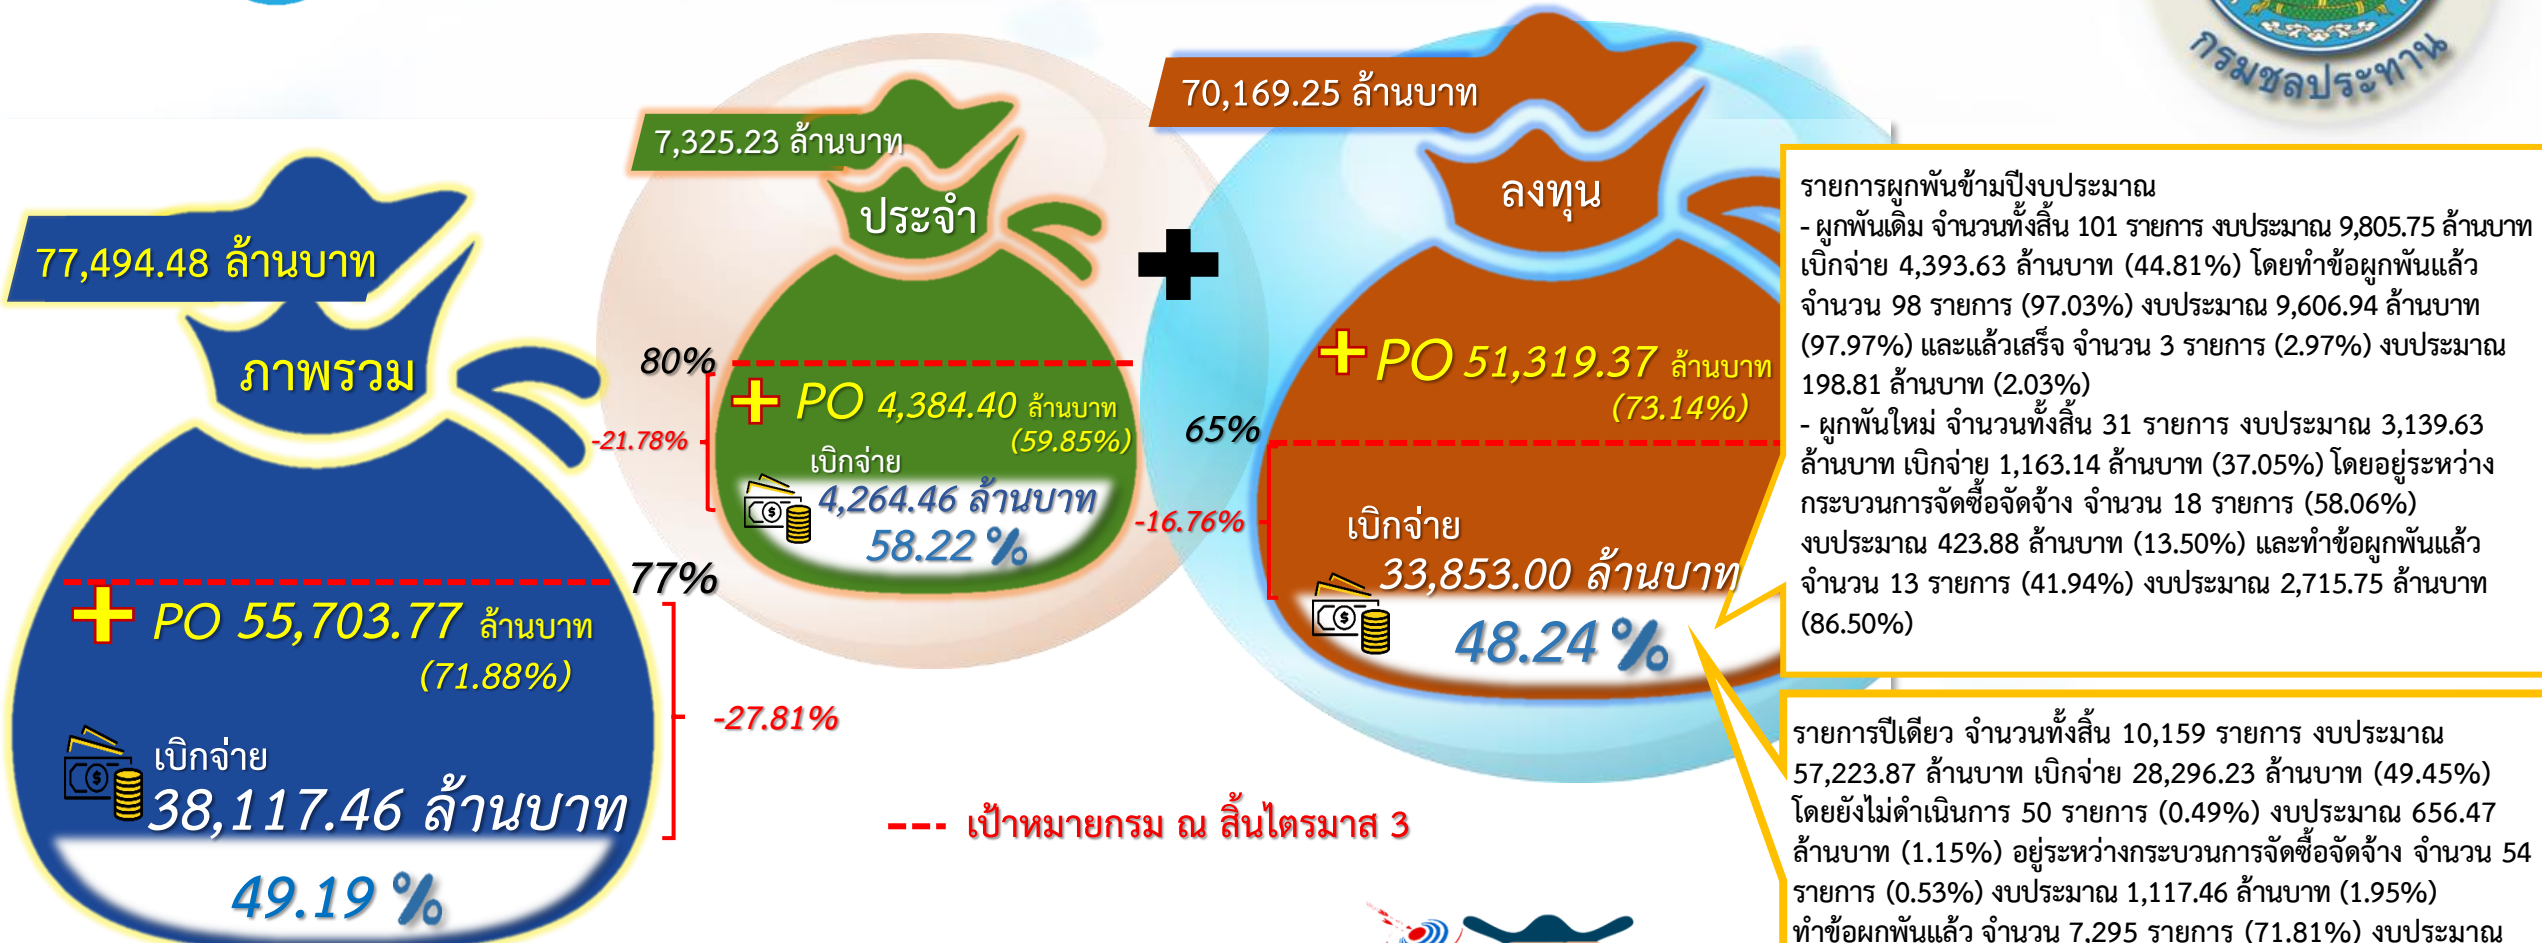 กรมชลประทาน
77,494.48 ล้านบาท
ภาพรวม
77%
PO 55,703.77 ล้านบาท
(71.88%)
-27.81%
เบิกจ่าย
38,117.46 ล้านบาท
49.19 %
7,325.23 ล้านบาท
ประจำ
80%
PO 4,384.40 ล้านบาท
(59.85%)
-21.78%
เบิกจ่าย
4,264.46 ล้านบาท
58.22 %
70,169.25 ล้านบาท
ลงทุน
PO 51,319.37 ล้านบาท
(73.14%)
65%
-16.76%
เบิกจ่าย
33,853.00 ล้านบาท
48.24 %
--- เป้าหมายกรม ณ สิ้นไตรมาส 3
รายการผูกพันข้ามปีงบประมาณ
- ผูกพันเดิม จำนวนทั้งสิ้น 101 รายการ งบประมาณ 9,805.75 ล้านบาท
เบิกจ่าย 4,393.63 ล้านบาท (44.81%) โดยทำข้อผูกพันแล้ว
จำนวน 98 รายการ (97.03%) งบประมาณ 9,606.94 ล้านบาท
(97.97%) และแล้วเสร็จ จำนวน 3 รายการ (2.97%) งบประมาณ
198.81 ล้านบาท (2.03%)
- ผูกพันใหม่ จำนวนทั้งสิ้น 31 รายการ งบประมาณ 3,139.63
ล้านบาท เบิกจ่าย 1,163.14 ล้านบาท (37.05%) โดยอยู่ระหว่าง
กระบวนการจัดซื้อจัดจ้าง จำนวน 18 รายการ (58.06%)
งบประมาณ 423.88 ล้านบาท (13.50%) และทำข้อผูกพันแล้ว
จำนวน 13 รายการ (41.94%) งบประมาณ 2,715.75 ล้านบาท
(86.50%)
รายการปีเดียว จำนวนทั้งสิ้น 10,159 รายการ งบประมาณ
57,223.87 ล้านบาท เบิกจ่าย 28,296.23 ล้านบาท (49.45%)
โดยยังไม่ดำเนินการ 50 รายการ (0.49%) งบประมาณ 656.47
ล้านบาท (1.15%) อยู่ระหว่างกระบวนการจัดซื้อจัดจ้าง จำนวน 54
รายการ (0.53%) งบประมาณ 1,117.46 ล้านบาท (1.95%)
ทำข้อผูกพันแล้ว จำนวน 7,295 รายการ (71.81%) งบประมาณ